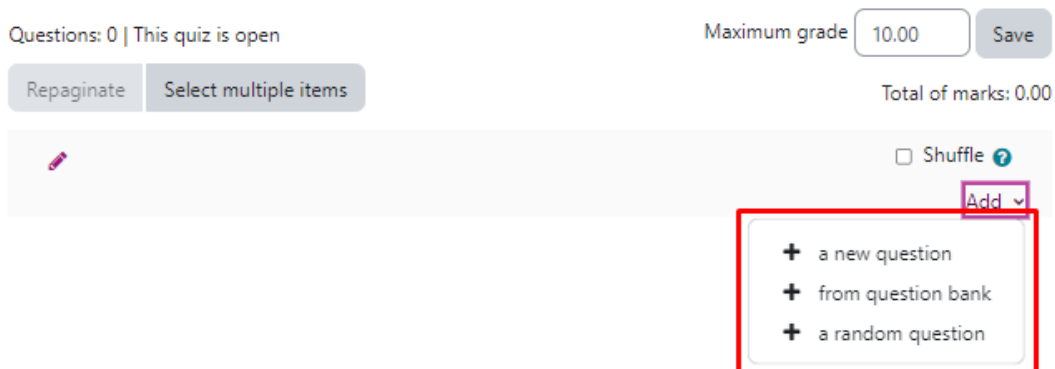 Questions: 0 | This quiz is open
Maximum grade 10.00 Save
Repaginate Select multiple items
Total of marks: 0.00
Shuffle
Add
a new question
from question bank
a random question